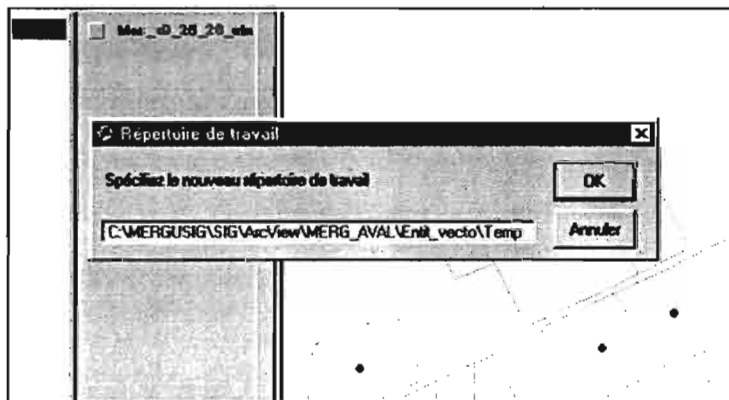 Répertoire de travail
Spécifiez le nouveau répertoire de travail
OK
C:\MERGUSIG\SIG\ArcView\MERG_AVAL\Entit_vecto\Temp
Annuler